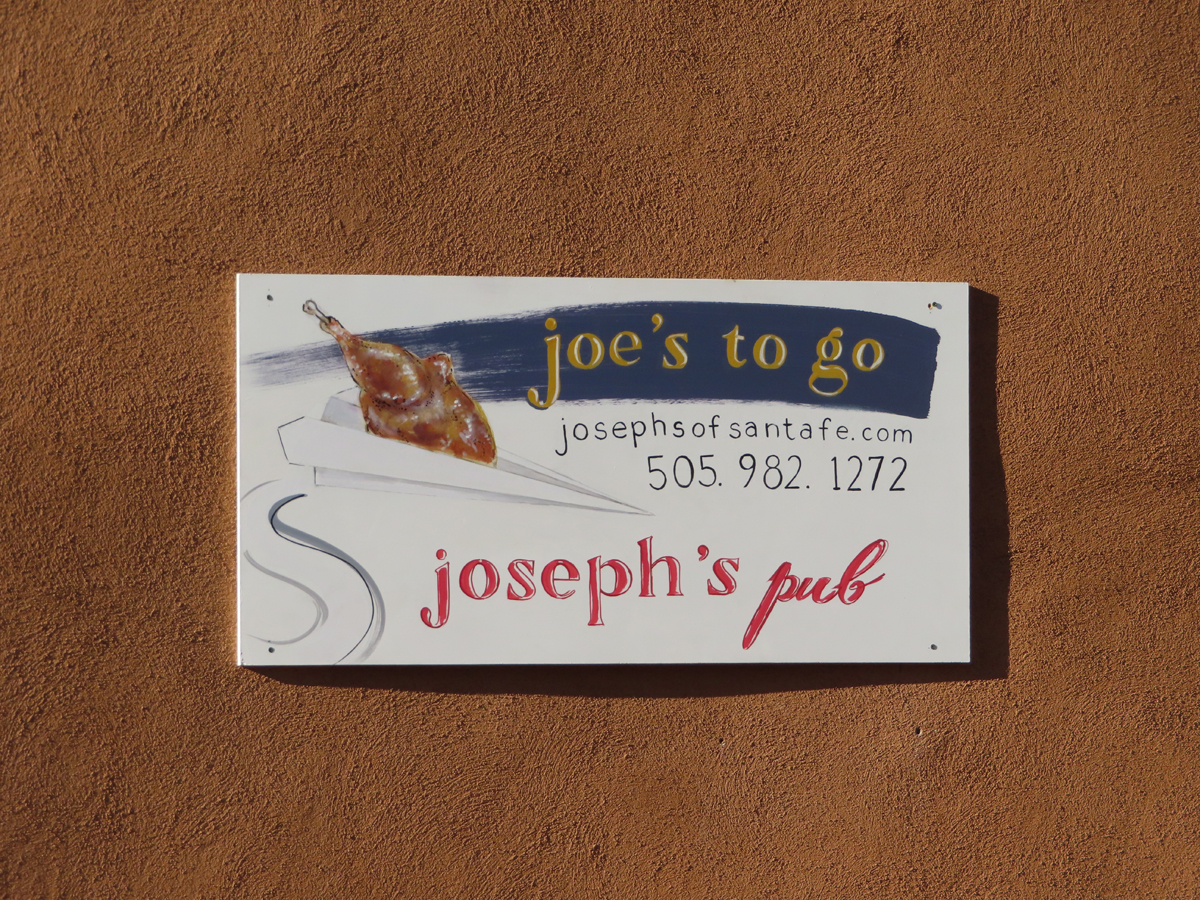 joe's to go
josephsofsantafe.com
505. 982. 1272
joseph's pub